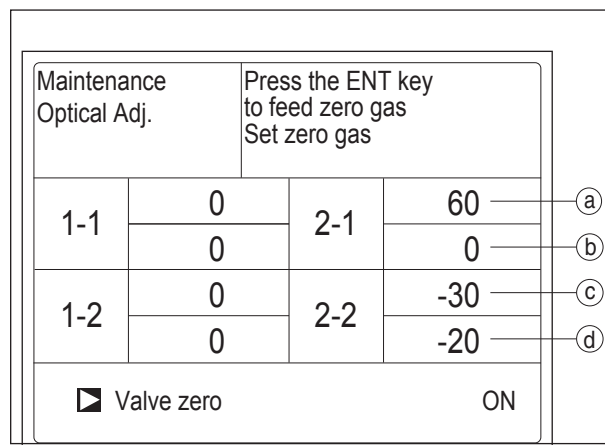 Maintenance
Optical Adj.
Press the ENT key
to feed zero gas
Set zero gas
1-1 0 2-1 60 a
0 0 b
1-2 0 2-2 -30 c
0 -20 d
Valve zero ON